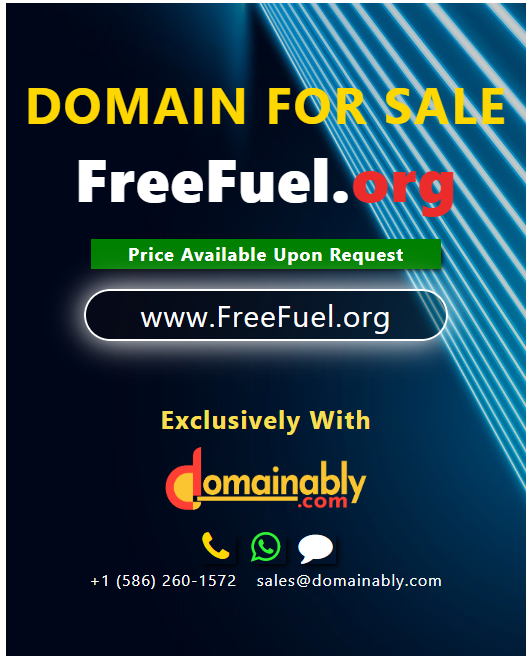 DOMAIN FOR SALE
FreeFuel.org
Price Available Upon Request
www.FreeFuel.org
Exclusively With
domainably
.com
+1 (586) 260-1572 sales@domainably.com